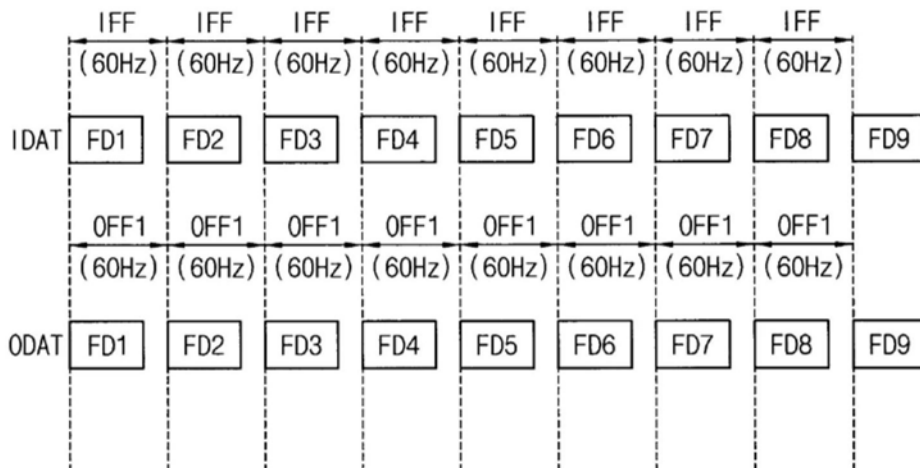 IFF IFF IFF IFF IFF IFF IFF IFF
(60Hz) (60Hz) (60Hz) (60Hz) (60Hz) (60Hz) (60Hz) (60Hz)
IDAT FD1 FD2 FD3 FD4 FD5 FD6 FD7 FD8 FD9
OFF1 OFF1 OFF1 OFF1 OFF1 OFF1 OFF1 OFF1
(60Hz) (60Hz) (60Hz) (60Hz) (60Hz) (60Hz) (60Hz) (60Hz)
ODAT FD1 FD2 FD3 FD4 FD5 FD6 FD7 FD8 FD9